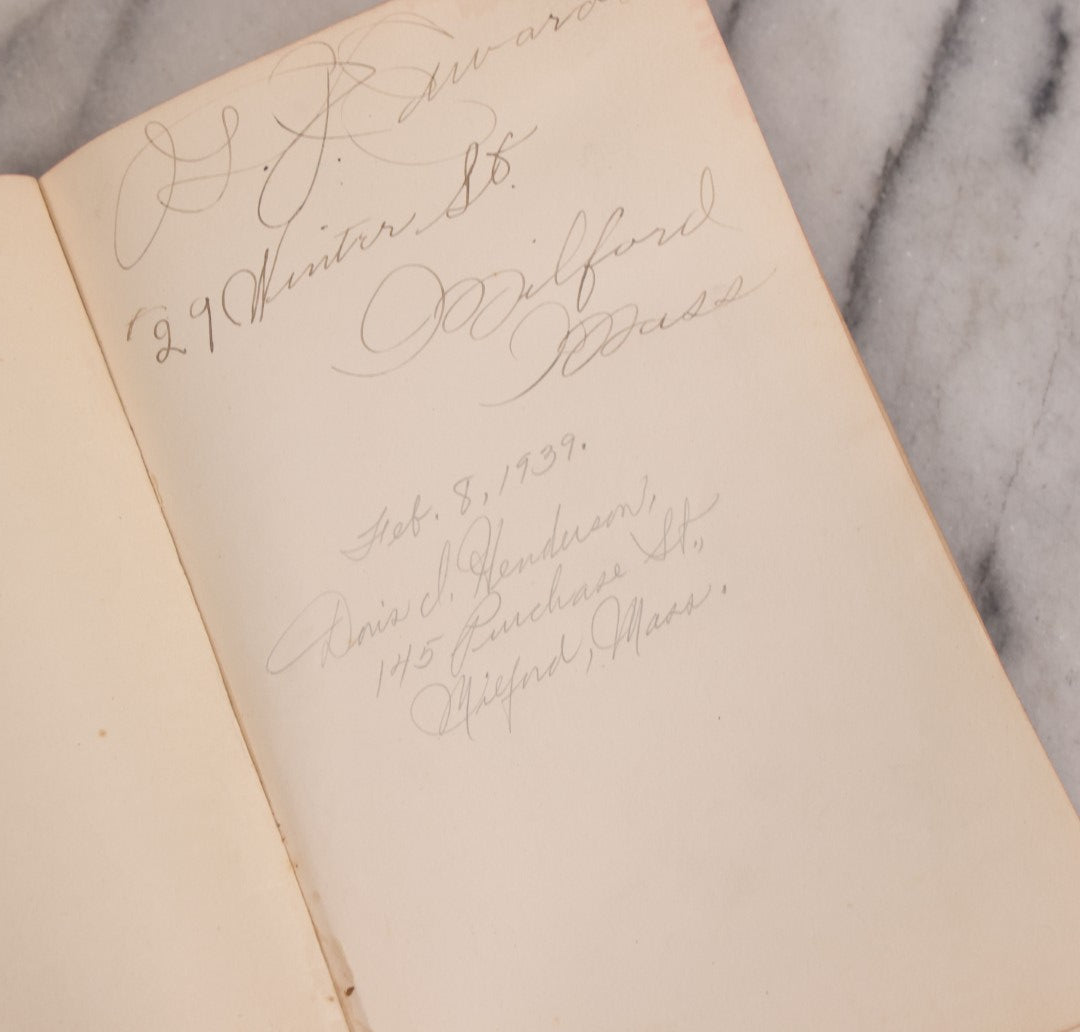 G. J. Edwards
29 Winter St.
Milford
Mass
Feb. 8, 1939.
Doris I. Henderson,
145 Purchase St.,
Milford, Mass.